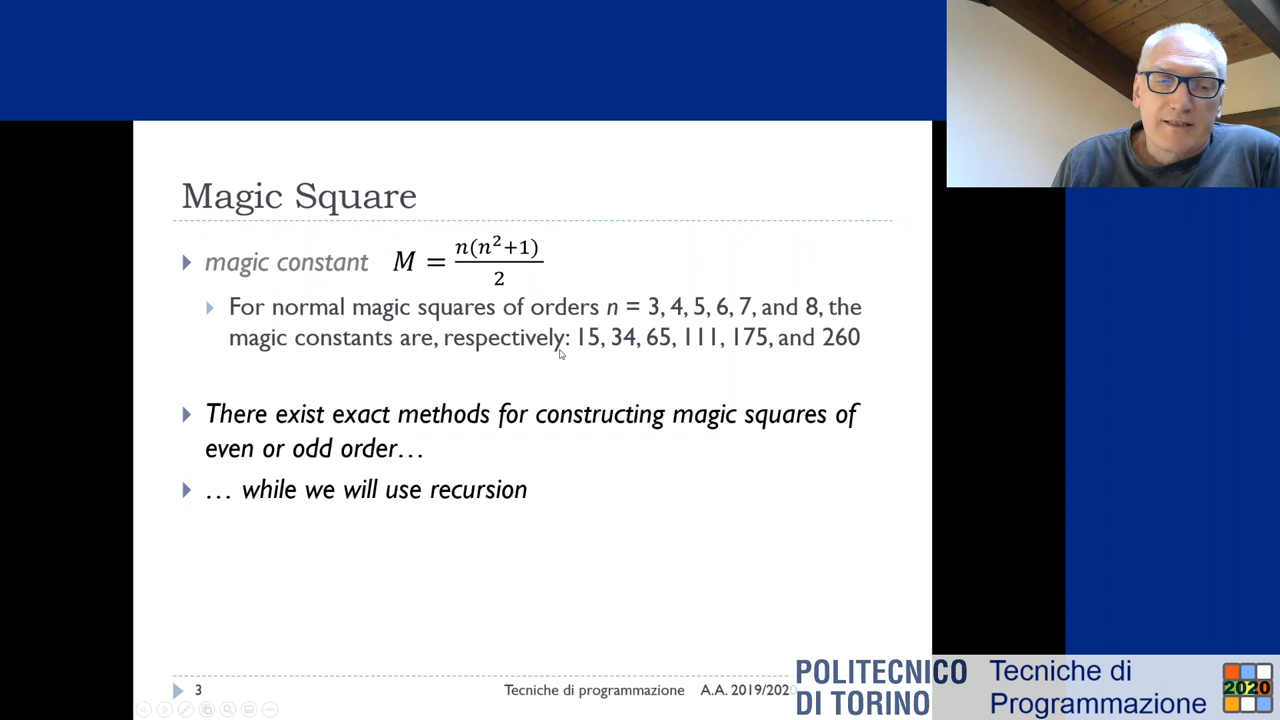 Magic Square
magic constant M = n(n²+1)/2
For normal magic squares of orders n = 3, 4, 5, 6, 7, and 8, the
magic constants are, respectively: 15, 34, 65, 111, 175, and 260
There exist exact methods for constructing magic squares of
even or odd order…
… while we will use recursion
3
Tecniche di programmazione A.A. 2019/2020
POLITECNICO
DI TORINO
Tecniche di
Programmazione
2020